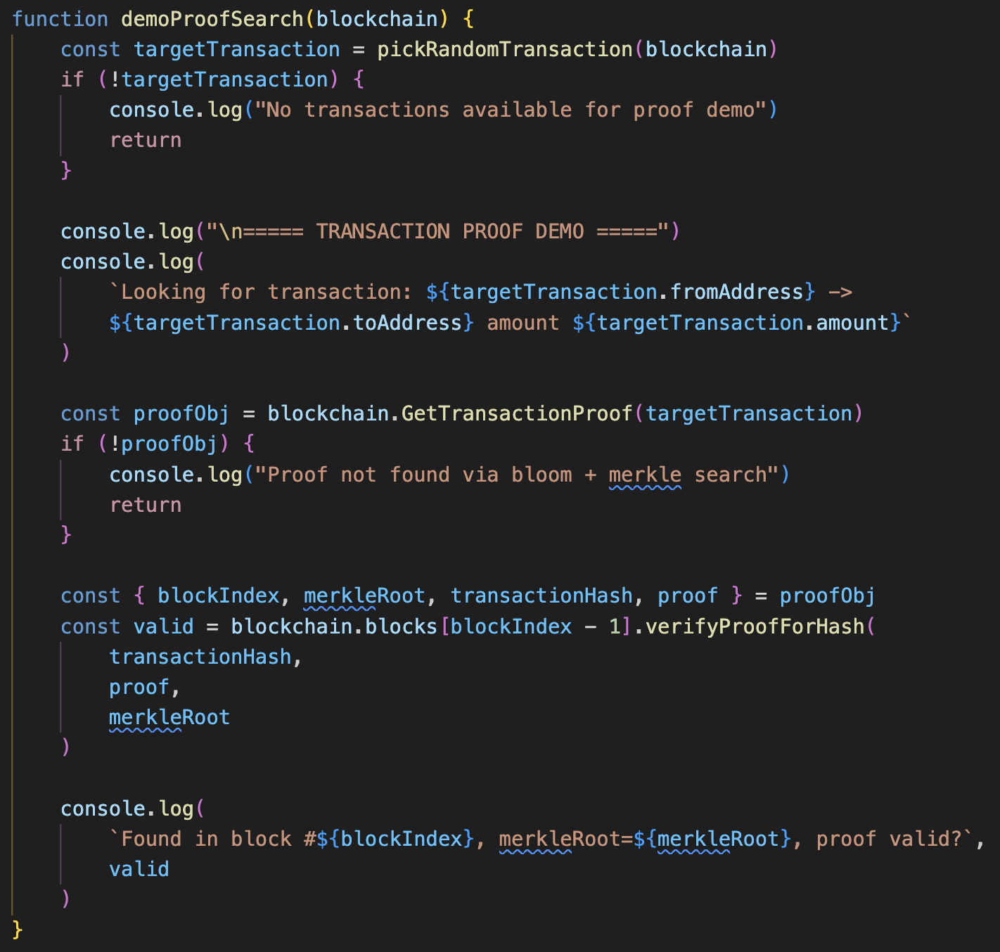 function demoProofSearch(blockchain) {
    const targetTransaction = pickRandomTransaction(blockchain)
    if (!targetTransaction) {
        console.log("No transactions available for proof demo")
        return
    }

    console.log("\n===== TRANSACTION PROOF DEMO =====")
    console.log(
        `Looking for transaction: ${targetTransaction.fromAddress} ->
        ${targetTransaction.toAddress} amount ${targetTransaction.amount}`
    )

    const proofObj = blockchain.GetTransactionProof(targetTransaction)
    if (!proofObj) {
        console.log("Proof not found via bloom + merkle search")
        return
    }

    const { blockIndex, merkleRoot, transactionHash, proof } = proofObj
    const valid = blockchain.blocks[blockIndex - 1].verifyProofForHash(
        transactionHash,
        proof,
        merkleRoot
    )

    console.log(
        `Found in block #${blockIndex}, merkleRoot=${merkleRoot}, proof valid?`,
        valid
    )
}